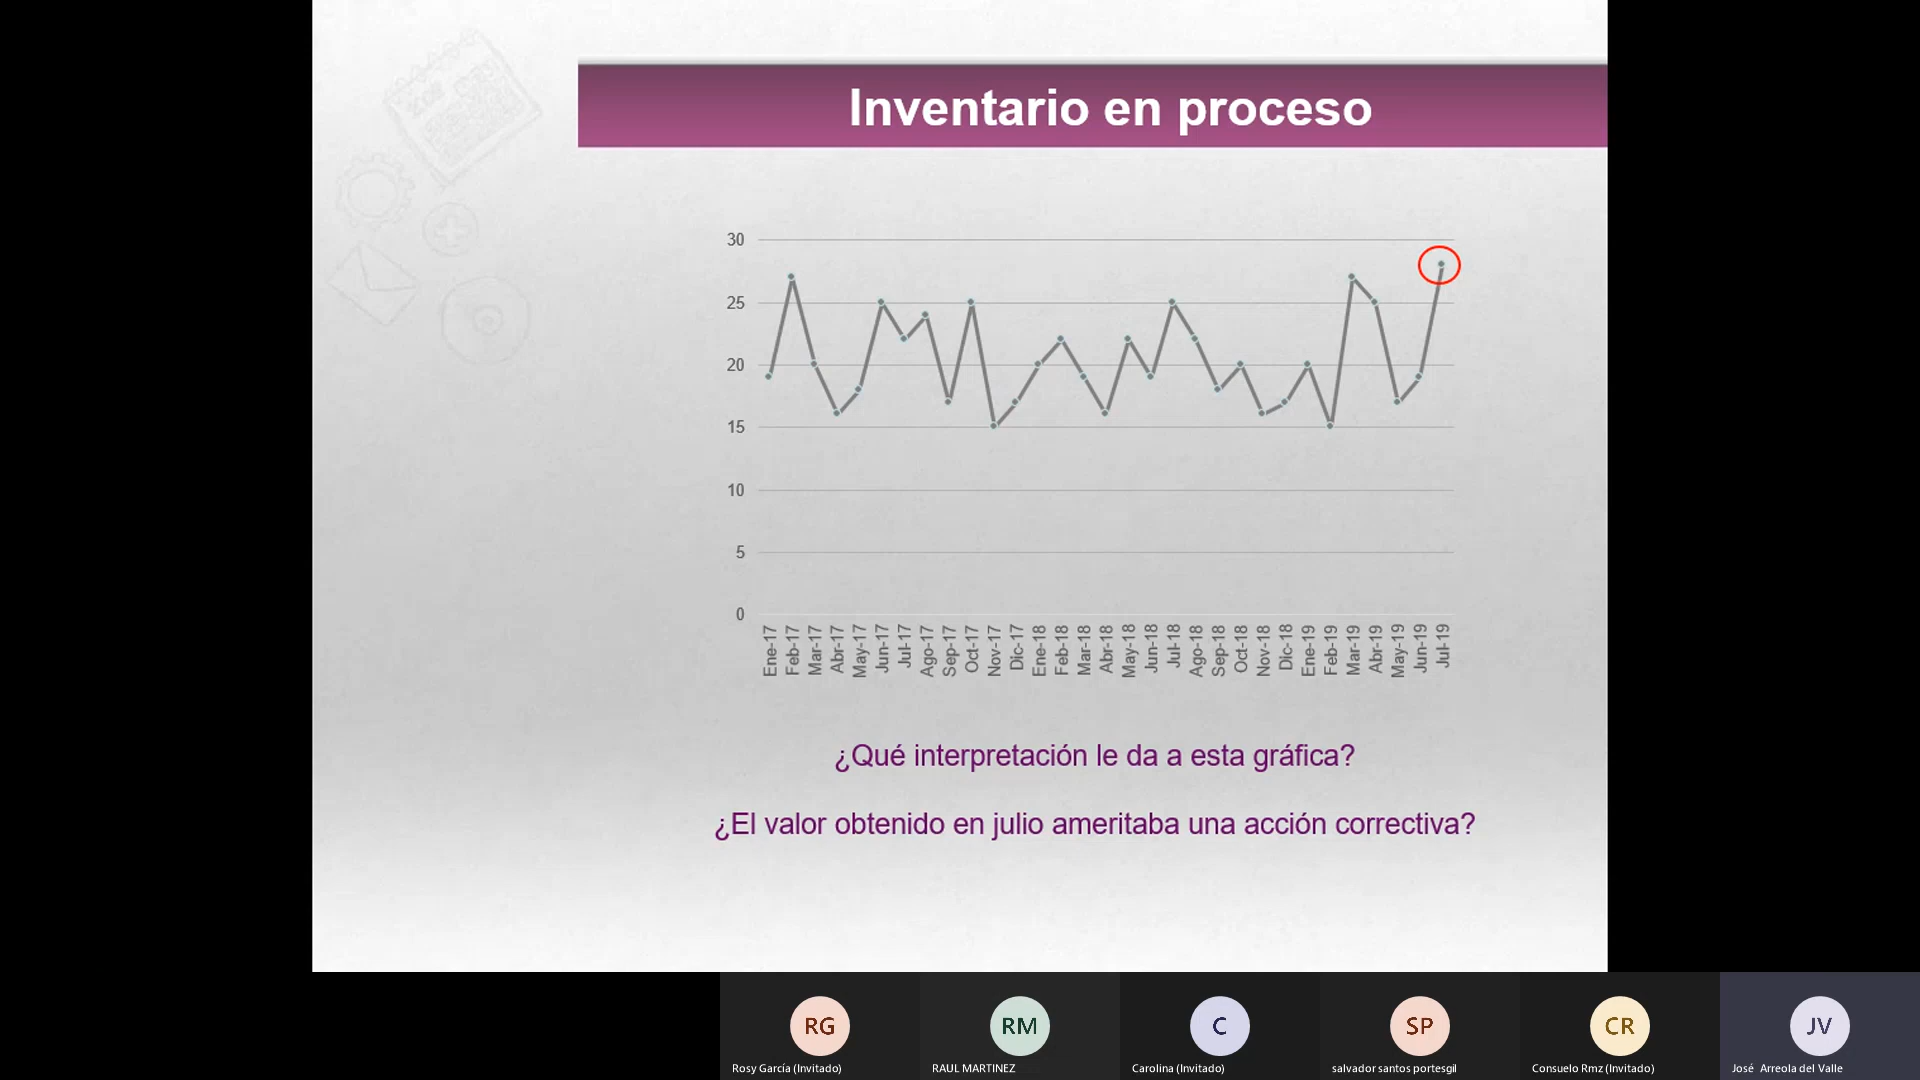 Inventario en proceso
30
25
20
15
10
5
0
Ene-17
Feb-17
Mar-17
Abr-17
May-17
Jun-17
Jul-17
Ago-17
Sep-17
Oct-17
Nov-17
Dic-17
Ene-18
Feb-18
Mar-18
Abr-18
May-18
Jun-18
Jul-18
Ago-18
Sep-18
Oct-18
Nov-18
Dic-18
Ene-19
Feb-19
Mar-19
Abr-19
May-19
Jun-19
Jul-19
¿Qué interpretación le da a esta gráfica?
¿El valor obtenido en julio ameritaba una acción correctiva?
RG
RM
C
SP
CR
JV
Rosy García (Invitado)
RAUL MARTINEZ
Carolina (Invitado)
salvador santos portesgil
Consuelo Rmz (Invitado)
José Arreola del Valle